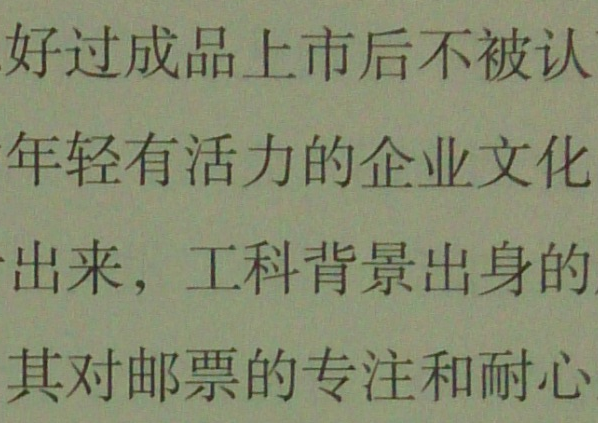 好过成品上市后不被认
年轻有活力的企业文化
出来，工科背景出身的
其对邮票的专注和耐心